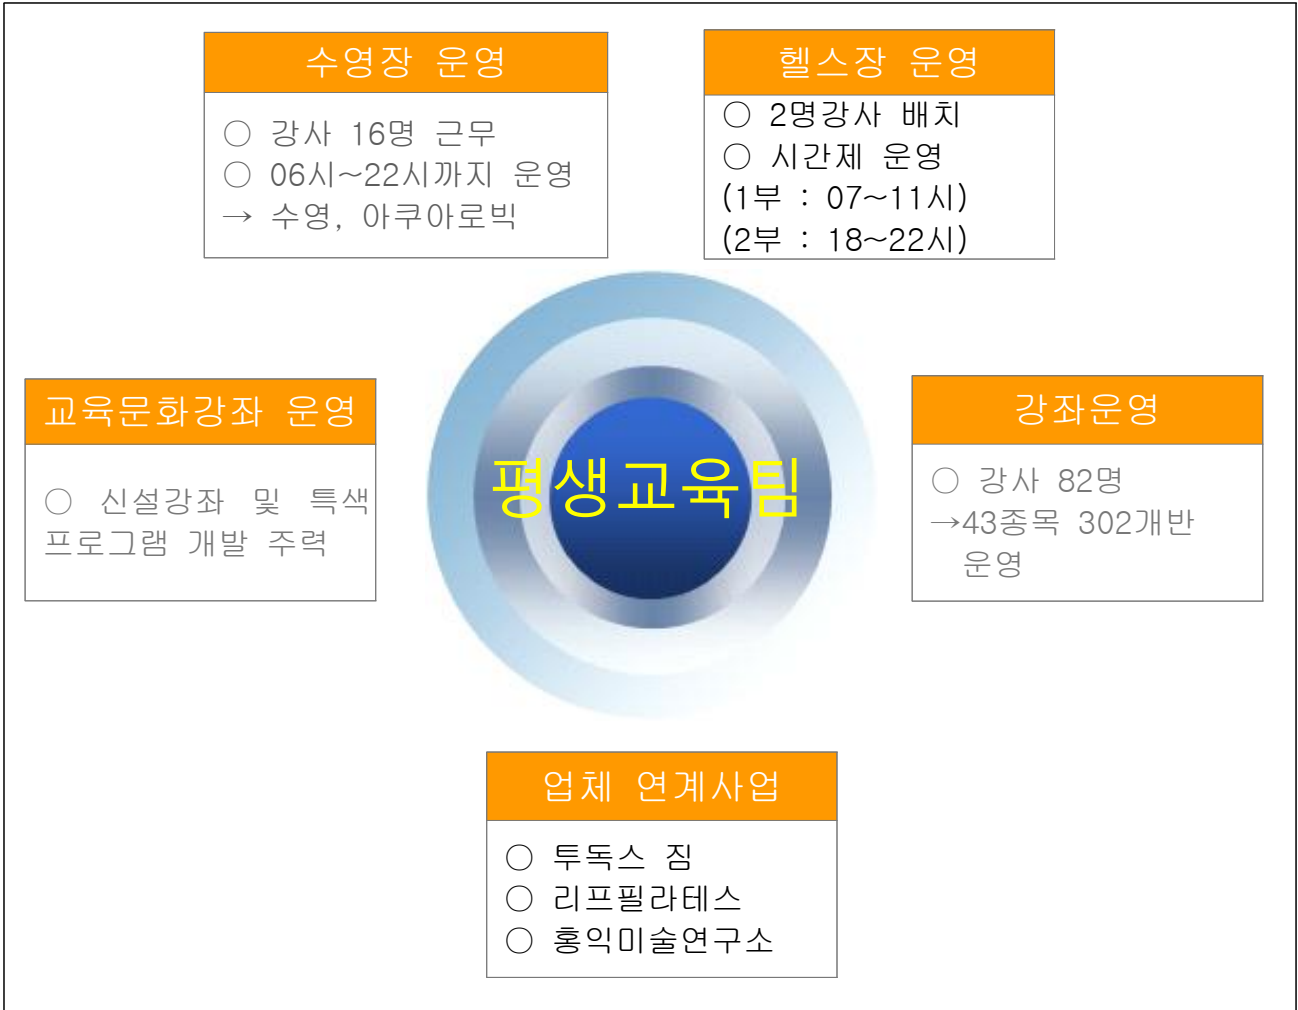 수영장 운영
○ 강사 16명 근무
○ 06시~22시까지 운영
→ 수영, 아쿠아로빅
헬스장 운영
○ 2명강사 배치
○ 시간제 운영
(1부 : 07~11시)
(2부 : 18~22시)
교육문화강좌 운영
○ 신설강좌 및 특색
프로그램 개발 주력
평생교육팀
강좌운영
○ 강사 82명
→43종목 302개반
운영
업체 연계사업
○ 투독스 짐
○ 리프필라테스
○ 홍익미술연구소